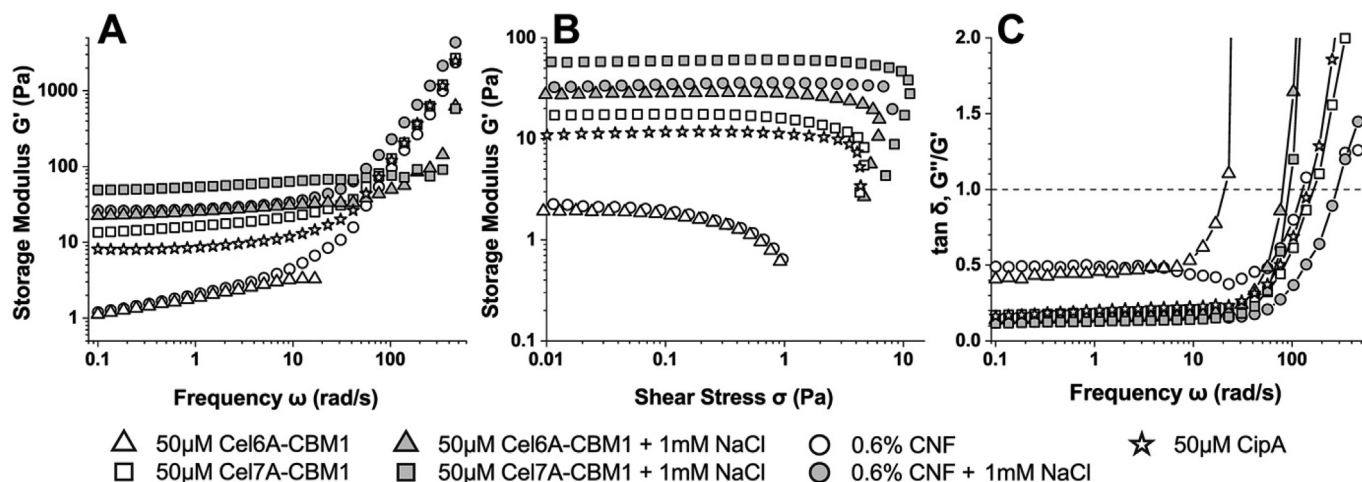 A
B
C
Storage Modulus G' (Pa)
1000
100
10
1
0.1 1 10 100
Frequency ω (rad/s)
Storage Modulus G' (Pa)
100
10
1
0.1
0.01 0.1 1 10
Shear Stress σ (Pa)
tan δ, G"/G'
2.0
1.5
1.0
0.5
0.0
0.1 1 10 100
Frequency ω (rad/s)
50μM Cel6A-CBM1
50μM Cel7A-CBM1
50μM Cel6A-CBM1 + 1mM NaCl
50μM Cel7A-CBM1 + 1mM NaCl
0.6% CNF
0.6% CNF + 1mM NaCl
50μM CipA